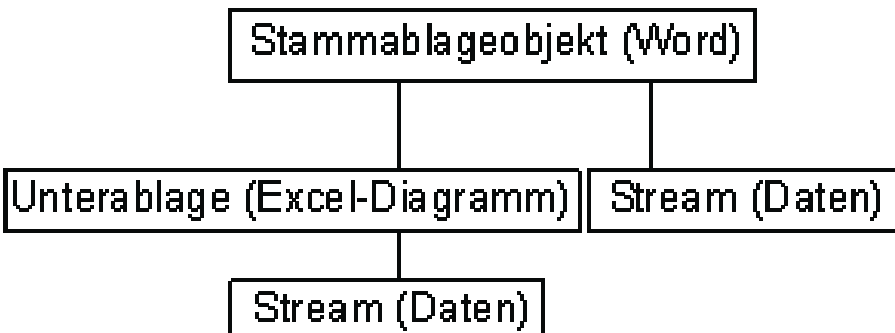 Stammablageobjekt (Word)
Unterablage (Excel-Diagramm)
Stream (Daten)
Stream (Daten)